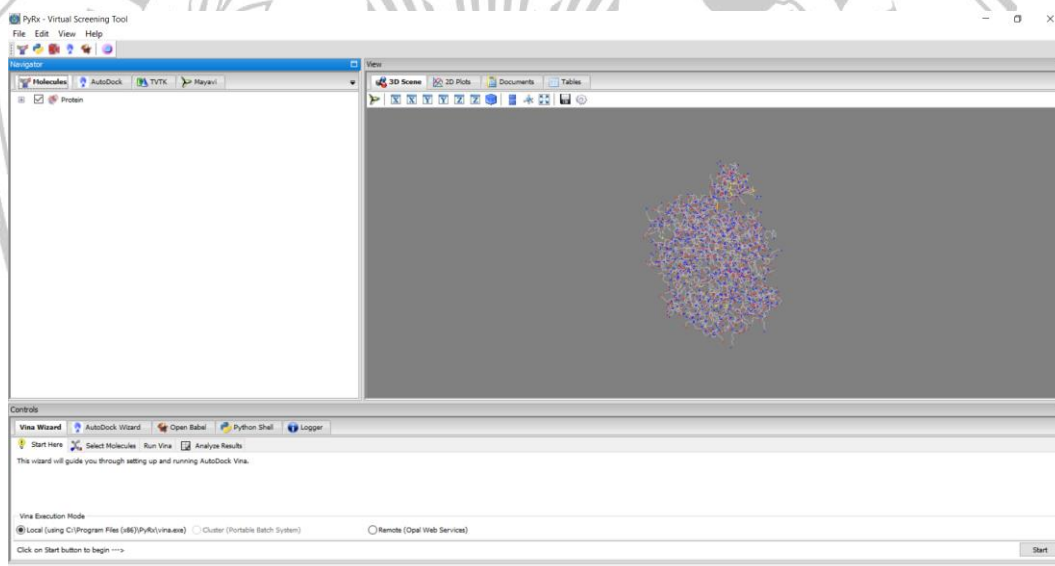 PyRx - Virtual Screening Tool
File Edit View Help
Navigator
Molecules AutoDock TVTK Mayavi
Protein
View
3D Scene 2D Plots Documents Tables
X X Y Y Z Z
Controls
Vina Wizard AutoDock Wizard Open Babel Python Shell Logger
Start Here Select Molecules Run Vina Analyze Results
This wizard will guide you through setting up and running AutoDock Vina.
Vina Execution Mode
Local (using C:\Program Files (x86)\PyRx\vina.exe) Cluster (Portable Batch System) Remote (Opal Web Services)
Click on Start button to begin ---->
Start